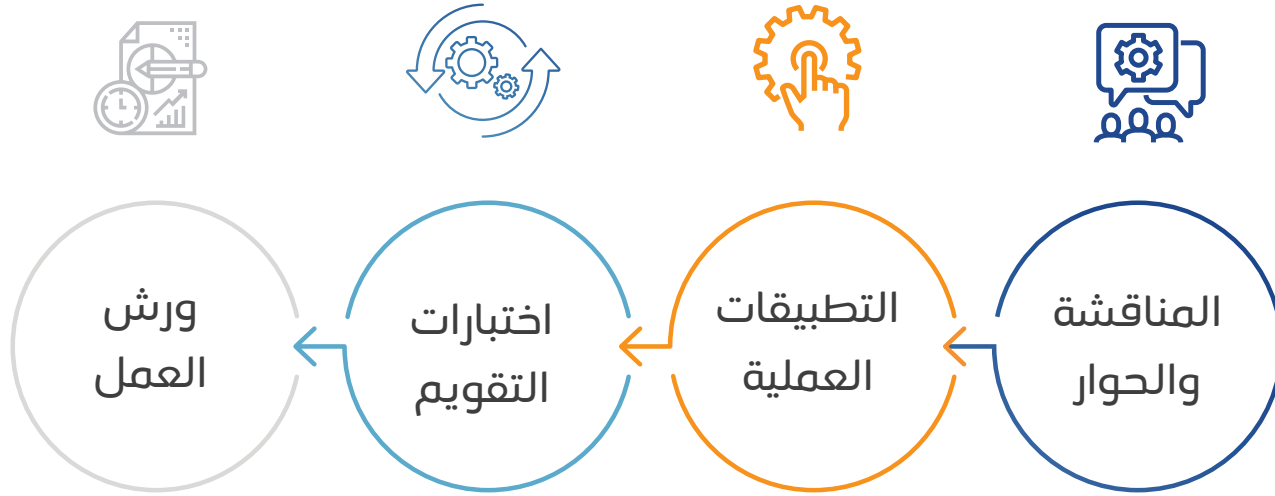 المناقشة
والحوار
التطبيقات
العملية
اختبارات
التقويم
ورش
العمل